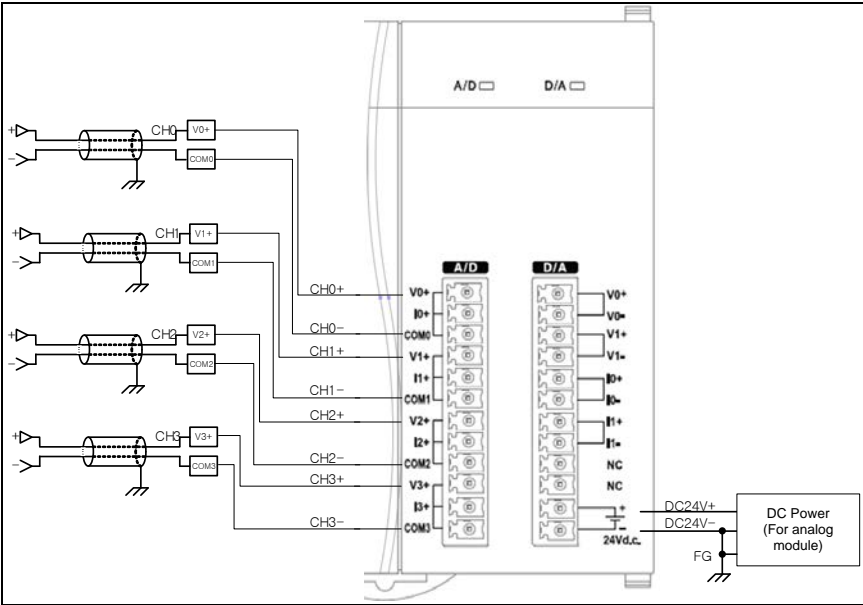 A/D D/A
CH0 V0+
COM0
CH1 V1+
COM1
CH2 V2+
COM2
CH3 V3+
COM3
+
-
+
-
+
-
+
-
CH0+
CH0-
CH1+
CH1-
CH2+
CH2-
CH3+
CH3-
A/D
V0+
I0+
COM0
V1+
I1+
COM1
V2+
I2+
COM2
V3+
I3+
COM3
D/A
V0+
V0-
V1+
V1-
I0+
I0-
I1+
I1-
NC
NC
+
-
24Vd.c.
DC24V+
DC24V-
FG
DC Power
(For analog
module)